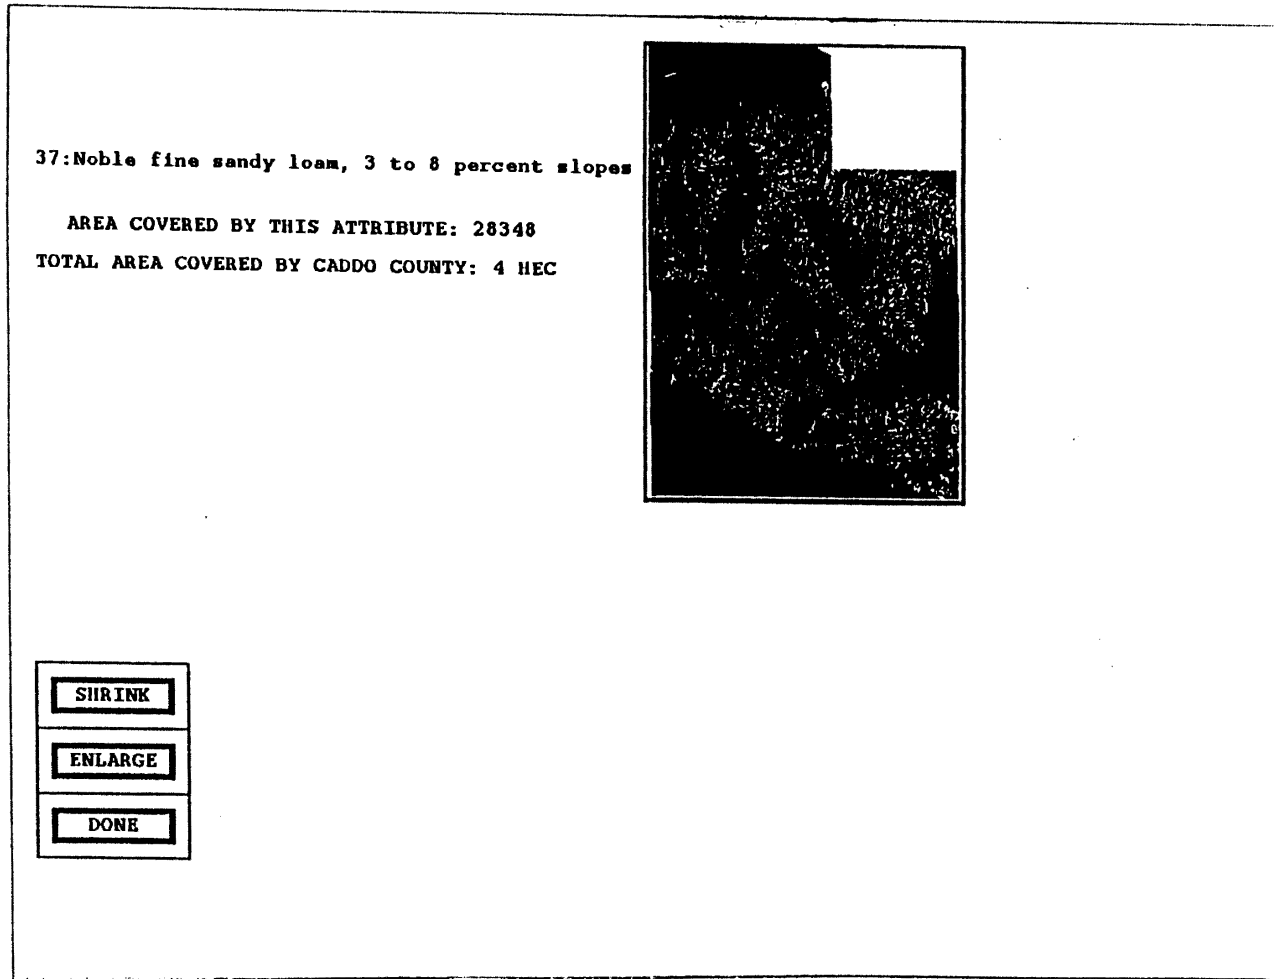 37:Noble fine sandy loam, 3 to 8 percent slopes
AREA COVERED BY THIS ATTRIBUTE: 28348
TOTAL AREA COVERED BY CADDO COUNTY: 4 HEC
SHRINK
ENLARGE
DONE